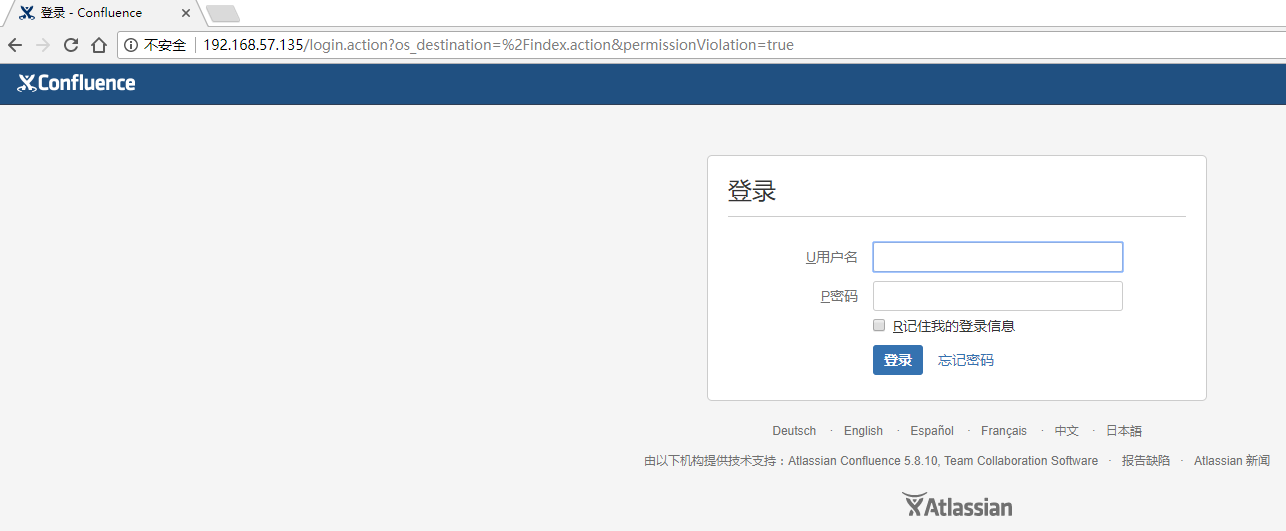 登录 - Confluence
不安全 192.168.57.135/login.action?os_destination=%2Findex.action&permissionViolation=true
Confluence
登录
U用户名
P密码
R记住我的登录信息
登录 忘记密码
Deutsch · English · Español · Français · 中文 · 日本語
由以下机构提供技术支持：Atlassian Confluence 5.8.10, Team Collaboration Software · 报告缺陷 · Atlassian 新闻
Atlassian